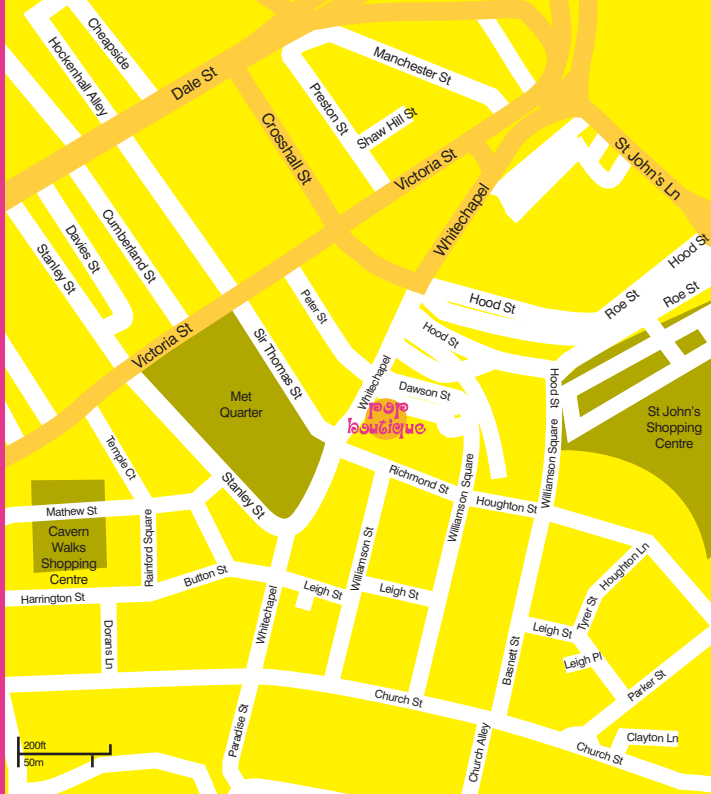 Cheapside
Hockenhall Alley
Dale St
Manchester St
Preston St
Shaw Hill St
Crosshall St
Victoria St
St John's Ln
Whitechapel
Cumberland St
Davies St
Stanley St
Hood St
Roe St
Roe St
Hood St
Peter St
Hood St
Victoria St
Sir Thomas St
Whitechapel
Dawson St
Hood St
Met
Quarter
pop
boutique
St John's
Shopping
Centre
Williamson Square
Temple Ct
Stanley St
Richmond St
Williamson Square
Houghton St
Mathew St
Cavern
Walks
Shopping
Centre
Rainford Square
Williamson St
Houghton Ln
Button St
Harrington St
Leigh St
Leigh St
Whitechapel
Tyrer St
Leigh St
Dorans Ln
Basnett St
Leigh Pl
Parker St
Church St
Paradise St
Church Alley
Clayton Ln
Church St
200ft
50m